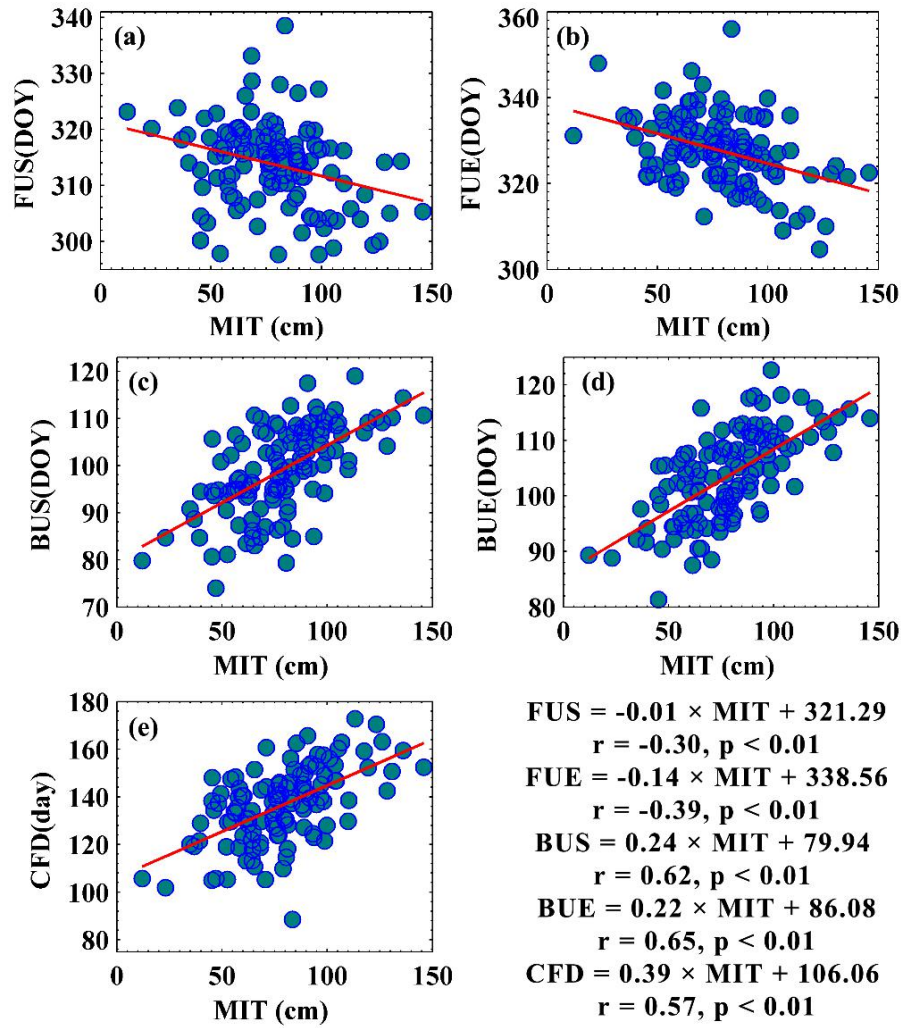 (a)
FUS(DOY)
340
330
320
310
300
0 50 100 150
MIT (cm)
(b)
FUE(DOY)
360
340
320
300
0 50 100 150
MIT (cm)
(c)
BUS(DOY)
120
110
100
90
80
70
0 50 100 150
MIT (cm)
(d)
BUE(DOY)
120
110
100
90
80
0 50 100 150
MIT (cm)
(e)
CFD(day)
180
160
140
120
100
80
0 50 100 150
MIT (cm)
FUS = -0.01 × MIT + 321.29
r = -0.30, p < 0.01
FUE = -0.14 × MIT + 338.56
r = -0.39, p < 0.01
BUS = 0.24 × MIT + 79.94
r = 0.62, p < 0.01
BUE = 0.22 × MIT + 86.08
r = 0.65, p < 0.01
CFD = 0.39 × MIT + 106.06
r = 0.57, p < 0.01